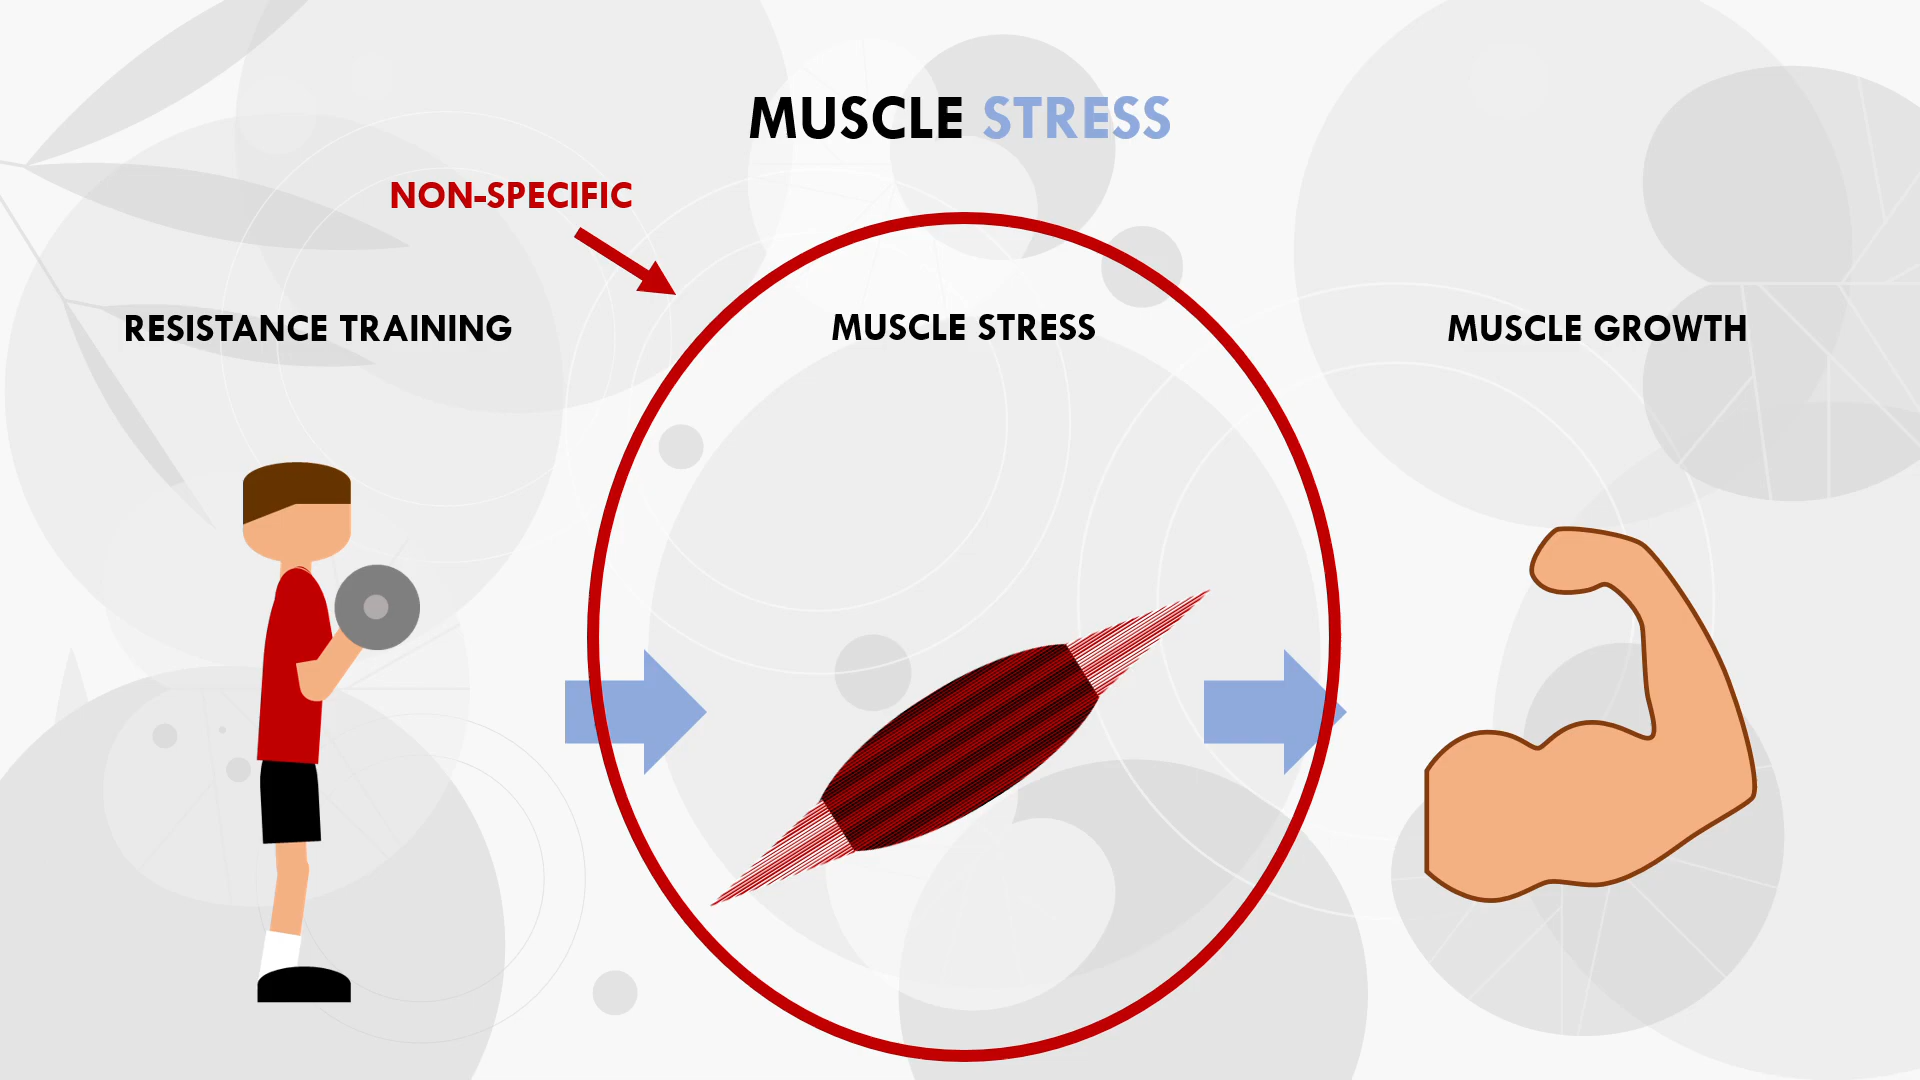 MUSCLE STRESS
NON-SPECIFIC
RESISTANCE TRAINING
MUSCLE STRESS
MUSCLE GROWTH